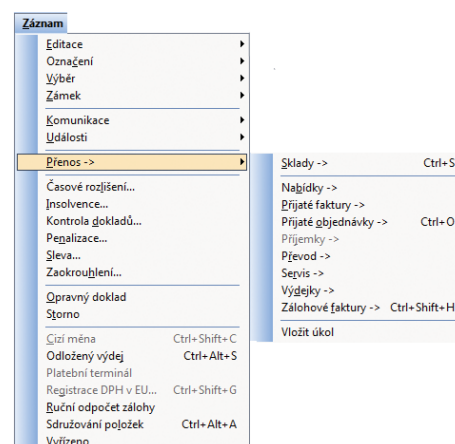 Záznam
Editace
Označení
Výběr
Zámek
Komunikace
Události
Přenos ->
Časové rozlišení...
Insolvence...
Kontrola dokladů...
Penalizace...
Sleva...
Zaokrouhlení...
Opravný doklad
Storno
Cizí měna Ctrl+Shift+C
Odložený výdej Ctrl+Alt+S
Platební terminál
Registrace DPH v EU... Ctrl+Shift+G
Ruční odpočet zálohy
Sdružování položek Ctrl+Alt+A
Vyřízeno
Sklady -> Ctrl+S
Nabídky ->
Přijaté faktury ->
Přijaté objednávky -> Ctrl+O
Příjemky ->
Převod ->
Servis ->
Výdejky ->
Zálohové faktury -> Ctrl+Shift+H
Vložit úkol